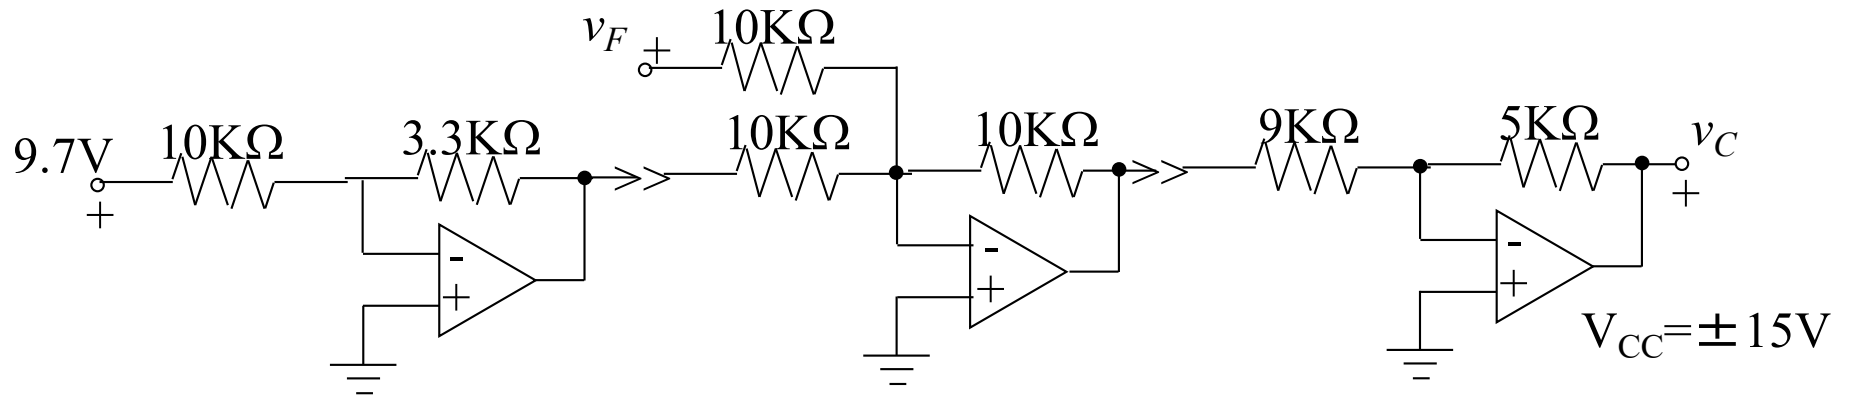 v_F + 10KΩ
9.7V 10KΩ 3.3KΩ 10KΩ 10KΩ 9KΩ 5KΩ v_C
+ +
- - -
+ + +
V_CC=±15V